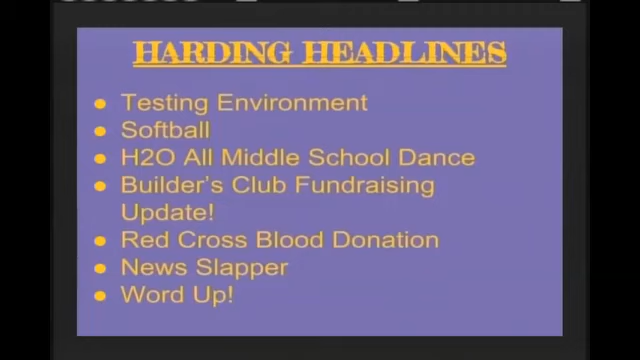 HARDING HEADLINES
● Testing Environment
● Softball
● H2O All Middle School Dance
● Builder's Club Fundraising
Update!
● Red Cross Blood Donation
● News Slapper
● Word Up!